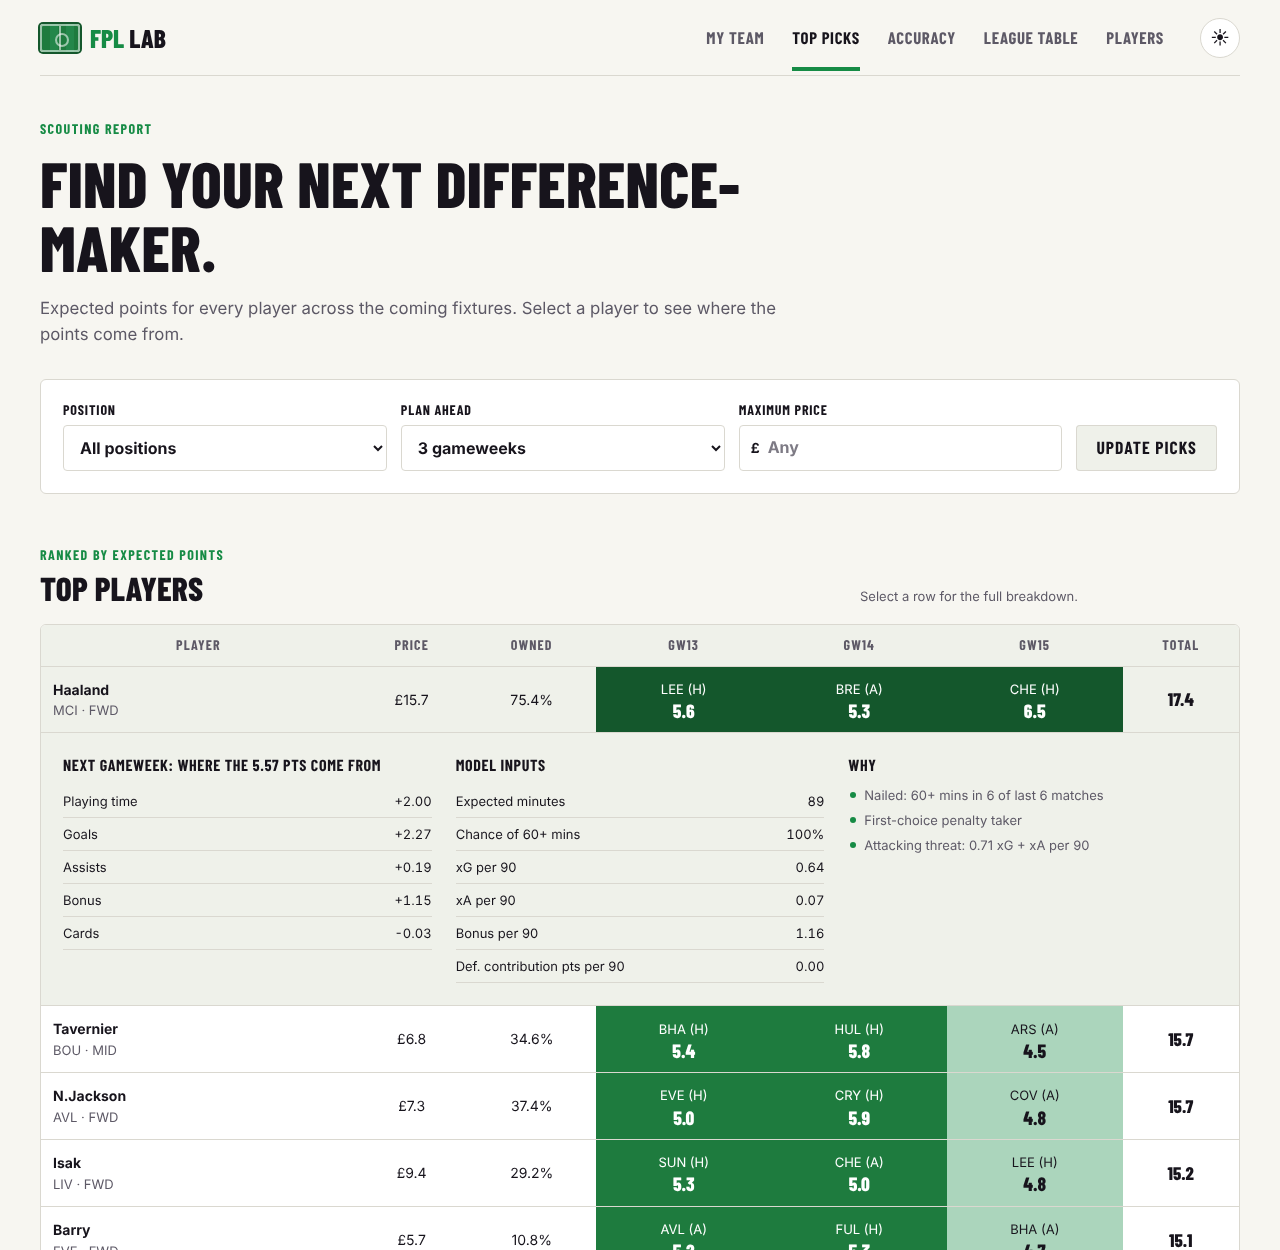 FPL LAB
MY TEAM TOP PICKS ACCURACY LEAGUE TABLE PLAYERS
SCOUTING REPORT
FIND YOUR NEXT DIFFERENCE-
MAKER.
Expected points for every player across the coming fixtures. Select a player to see where the
points come from.
POSITION PLAN AHEAD MAXIMUM PRICE
All positions 3 gameweeks £ Any UPDATE PICKS
RANKED BY EXPECTED POINTS
TOP PLAYERS
Select a row for the full breakdown.
PLAYER PRICE OWNED GW13 GW14 GW15 TOTAL
Haaland LEE (H) BRE (A) CHE (H)
MCI · FWD £15.7 75.4% 5.6 5.3 6.5 17.4
NEXT GAMEWEEK: WHERE THE 5.57 PTS COME FROM MODEL INPUTS WHY
Playing time +2.00 Expected minutes 89 Nailed: 60+ mins in 6 of last 6 matches
Goals +2.27 Chance of 60+ mins 100% First-choice penalty taker
Assists +0.19 xG per 90 0.64 Attacking threat: 0.71 xG + xA per 90
Bonus +1.15 xA per 90 0.07
Cards -0.03 Bonus per 90 1.16
Def. contribution pts per 90 0.00
Tavernier BHA (H) HUL (H) ARS (A)
BOU · MID £6.8 34.6% 5.4 5.8 4.5 15.7
N.Jackson EVE (H) CRY (H) COV (A)
AVL · FWD £7.3 37.4% 5.0 5.9 4.8 15.7
Isak SUN (H) CHE (A) LEE (H)
LIV · FWD £9.4 29.2% 5.3 5.0 4.8 15.2
Barry AVL (A) FUL (H) BHA (A)
£5.7 10.8% 15.1